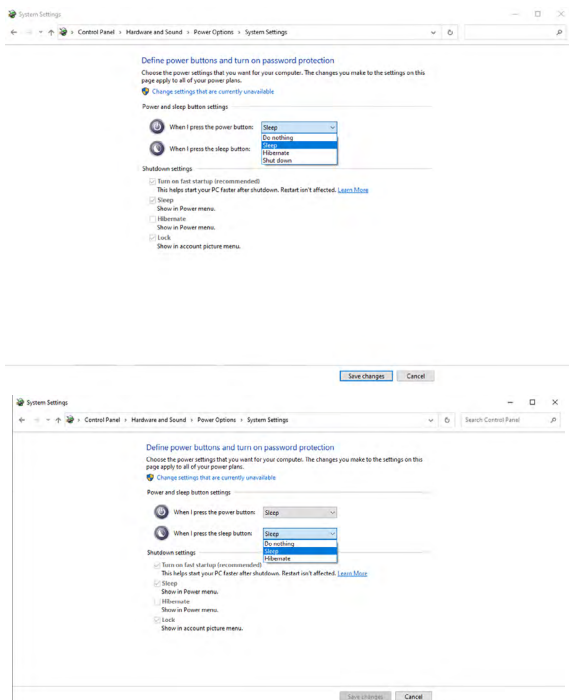 System Settings
Control Panel > Hardware and Sound > Power Options > System Settings
Define power buttons and turn on password protection
Choose the power settings that you want for your computer. The changes you make to the settings on this
page apply to all of your power plans.
Change settings that are currently unavailable
Power and sleep button settings
When I press the power button: Sleep
Do nothing
Sleep
Hibernate
Shut down
When I press the sleep button:
Shutdown settings
Turn on fast startup (recommended)
This helps start your PC faster after shutdown. Restart isn't affected. Learn More
Sleep
Show in Power menu.
Hibernate
Show in Power menu.
Lock
Show in account picture menu.
Save changes Cancel
System Settings
Control Panel > Hardware and Sound > Power Options > System Settings
Search Control Panel
Define power buttons and turn on password protection
Choose the power settings that you want for your computer. The changes you make to the settings on this
page apply to all of your power plans.
Change settings that are currently unavailable
Power and sleep button settings
When I press the power button: Sleep
When I press the sleep button: Sleep
Do nothing
Sleep
Hibernate
Shutdown settings
Turn on fast startup (recommended)
This helps start your PC faster after shutdown. Restart isn't affected. Learn More
Sleep
Show in Power menu.
Hibernate
Show in Power menu.
Lock
Show in account picture menu.
Save changes Cancel